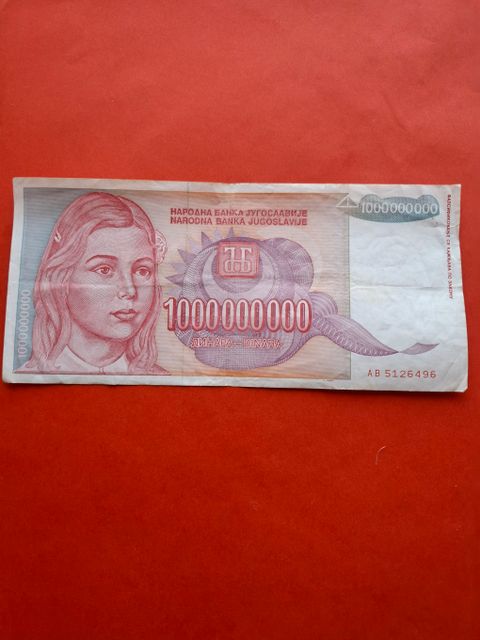 НАРОДНА БАНКА ЈУГОСЛАВИЈЕ
NARODNA BANKA JUGOSLAVIJE
1000000000
1000000000
1000000000
ДИНАРА – DINARA
AB 5126496